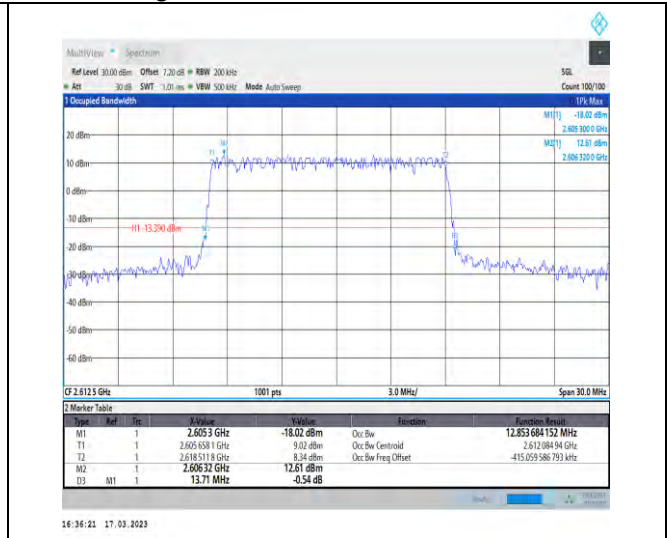 MultiView Spectrum
Ref Level 30.00 dBm Offset 7.20 dB RBW 200 kHz SGL
Att 30 dB SWT 1.01 ms VBW 500 kHz Mode Auto Sweep Count 100/100
1 Occupied Bandwidth 1Pk Max
M1[1] -18.02 dBm
2.605 300 0 GHz
M2[1] 12.61 dBm
2.606 320 0 GHz
20 dBm
10 dBm
0 dBm
-10 dBm
H1 -13.390 dBm
-20 dBm
-30 dBm
-40 dBm
-50 dBm
-60 dBm
M2
T1
T2
M1
D3
CF 2.612 5 GHz 1001 pts 3.0 MHz/ Span 30.0 MHz
2 Marker Table
Type Ref Trc X-Value Y-Value Function Function Result
M1 1 2.6053 GHz -18.02 dBm Occ Bw 12.853 684 152 MHz
T1 1 2.605 658 1 GHz 9.02 dBm Occ Bw Centroid 2.612 084 94 GHz
T2 1 2.618 511 8 GHz 8.34 dBm Occ Bw Freq Offset -415.059 586 793 kHz
M2 1 2.60632 GHz 12.61 dBm
D3 M1 1 13.71 MHz -0.54 dB
16:36:21 17.03.2023